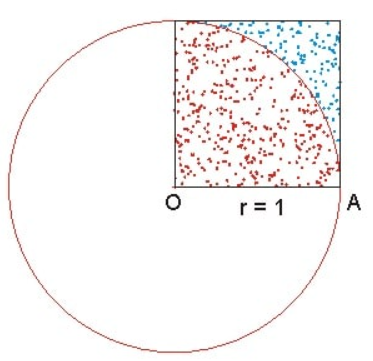 O r = 1 A